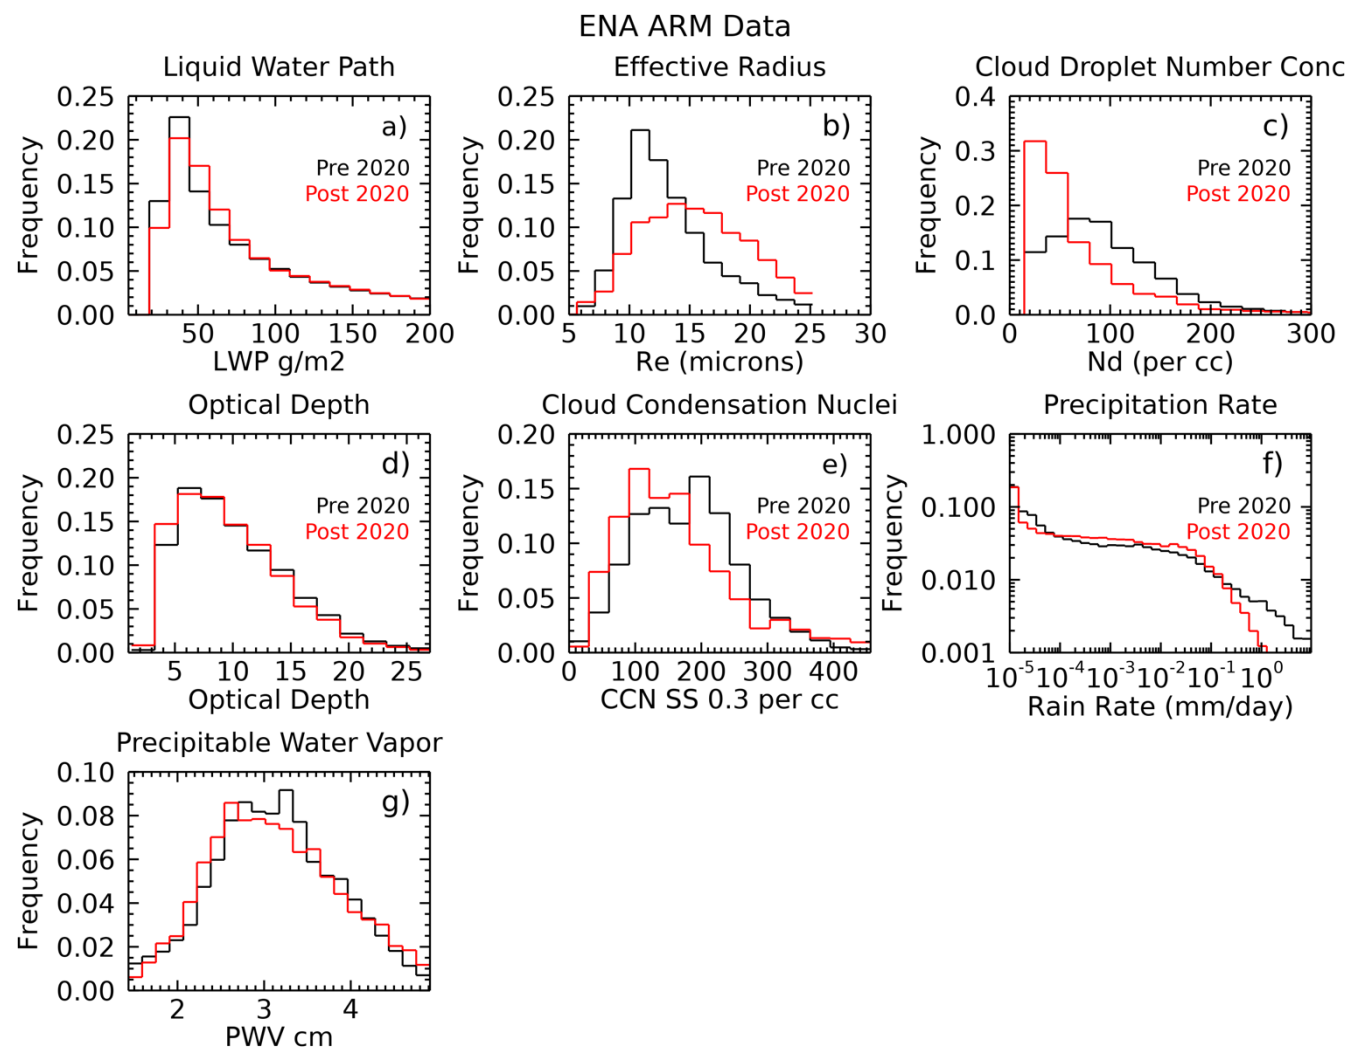 ENA ARM Data
Liquid Water Path
Effective Radius
Cloud Droplet Number Conc
0.25
0.20
0.15
0.10
0.05
0.00
Frequency
a)
Pre 2020
Post 2020
50 100 150 200
LWP g/m2
0.25
0.20
0.15
0.10
0.05
0.00
Frequency
b)
Pre 2020
Post 2020
5 10 15 20 25 30
Re (microns)
0.4
0.3
0.2
0.1
0.0
Frequency
c)
Pre 2020
Post 2020
0 100 200 300
Nd (per cc)
Optical Depth
Cloud Condensation Nuclei
Precipitation Rate
0.25
0.20
0.15
0.10
0.05
0.00
Frequency
d)
Pre 2020
Post 2020
5 10 15 20 25
Optical Depth
0.20
0.15
0.10
0.05
0.00
Frequency
e)
Pre 2020
Post 2020
0 100 200 300 400
CCN SS 0.3 per cc
1.000
0.100
0.010
0.001
Frequency
f)
Pre 2020
Post 2020
10⁻⁵ 10⁻⁴ 10⁻³ 10⁻² 10⁻¹ 10⁰
Rain Rate (mm/day)
Precipitable Water Vapor
0.10
0.08
0.06
0.04
0.02
0.00
Frequency
g)
2 3 4
PWV cm